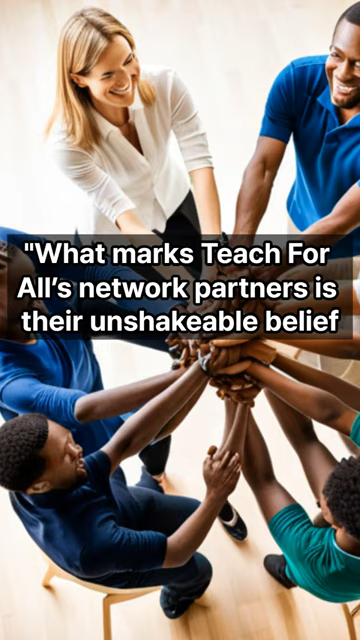 "What marks Teach For
All’s network partners is
their unshakeable belief